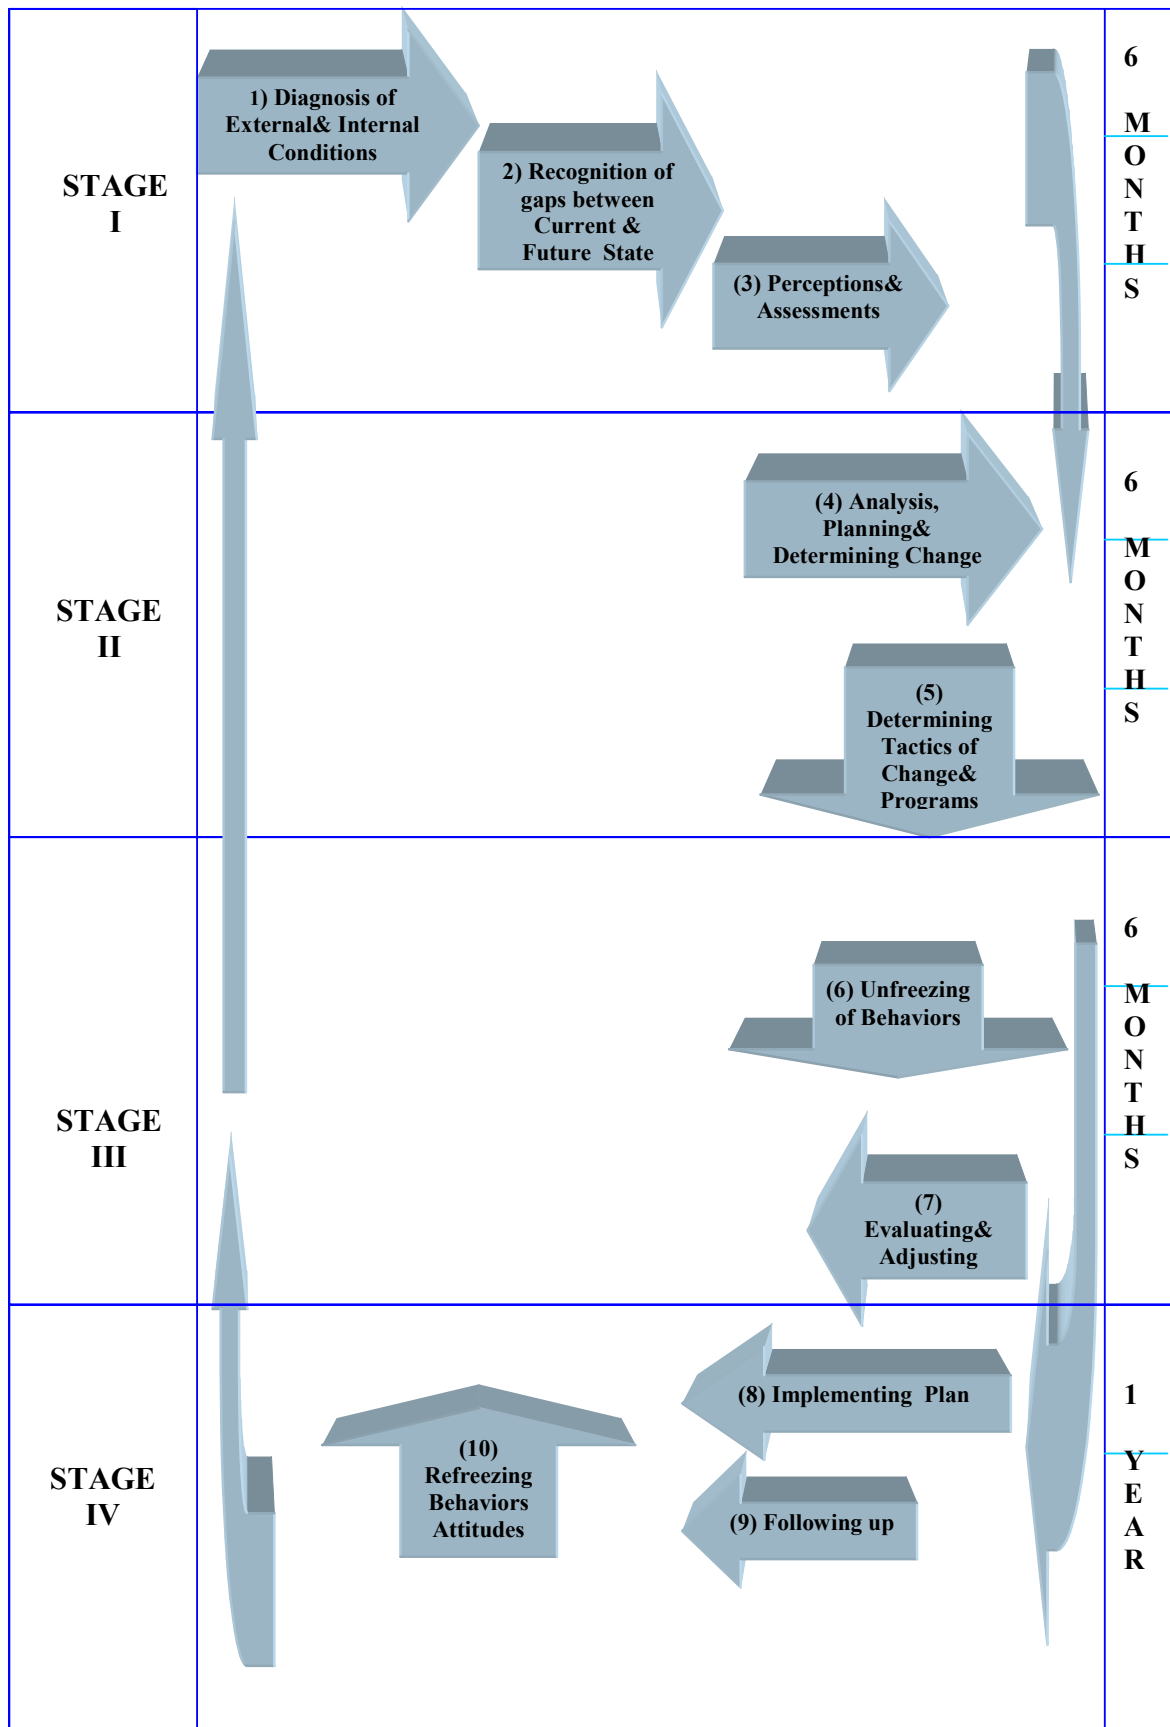 STAGE
I
1) Diagnosis of
External& Internal
Conditions
2) Recognition of
gaps between
Current &
Future State
(3) Perceptions&
Assessments
6
M
O
N
T
H
S
STAGE
II
(4) Analysis,
Planning&
Determining Change
(5)
Determining
Tactics of
Change&
Programs
6
M
O
N
T
H
S
STAGE
III
(6) Unfreezing
of Behaviors
(7)
Evaluating&
Adjusting
6
M
O
N
T
H
S
STAGE
IV
(8) Implementing Plan
(9) Following up
(10)
Refreezing
Behaviors
Attitudes
1
Y
E
A
R